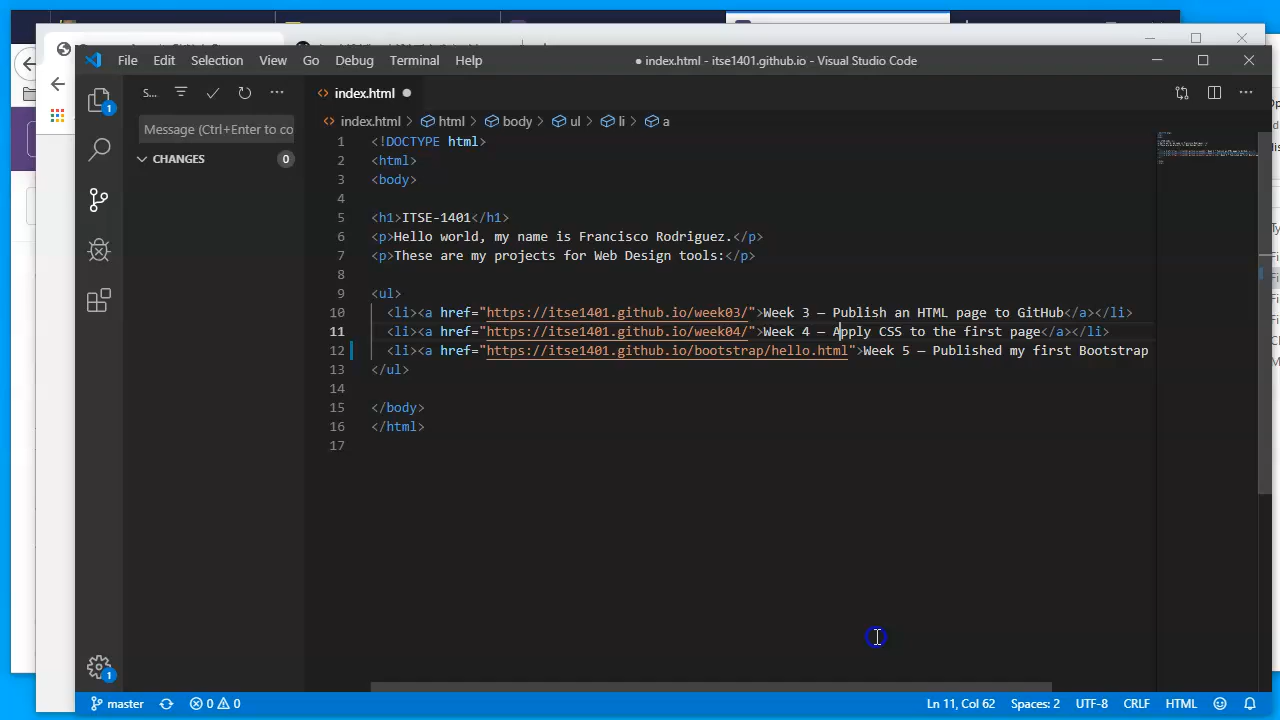 File Edit Selection View Go Debug Terminal Help
● index.html - itse1401.github.io - Visual Studio Code
S...
index.html
index.html > html > body > ul > li > a
Message (Ctrl+Enter to co
CHANGES 0
1
1 <!DOCTYPE html>
2 <html>
3 <body>
4
5 <h1>ITSE-1401</h1>
6 <p>Hello world, my name is Francisco Rodriguez.</p>
7 <p>These are my projects for Web Design tools:</p>
8
9 <ul>
10 <li><a href="https://itse1401.github.io/week03/">Week 3 – Publish an HTML page to GitHub</a></li>
11 <li><a href="https://itse1401.github.io/week04/">Week 4 – Apply CSS to the first page</a></li>
12 <li><a href="https://itse1401.github.io/bootstrap/hello.html">Week 5 – Published my first Bootstrap
13 </ul>
14
15 </body>
16 </html>
17
1
master 0 0 Ln 11, Col 62 Spaces: 2 UTF-8 CRLF HTML